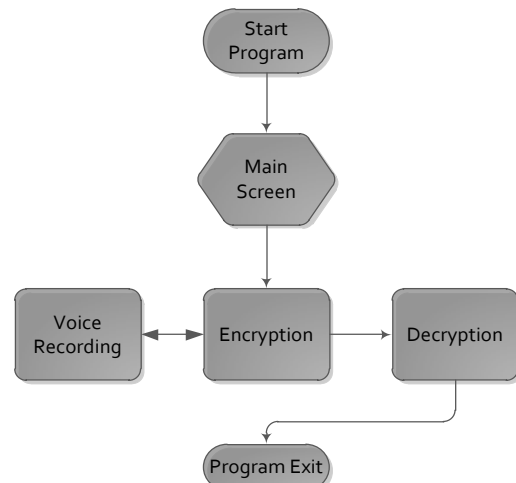 Start
Program
Main
Screen
Voice
Recording
Encryption
Decryption
Program Exit